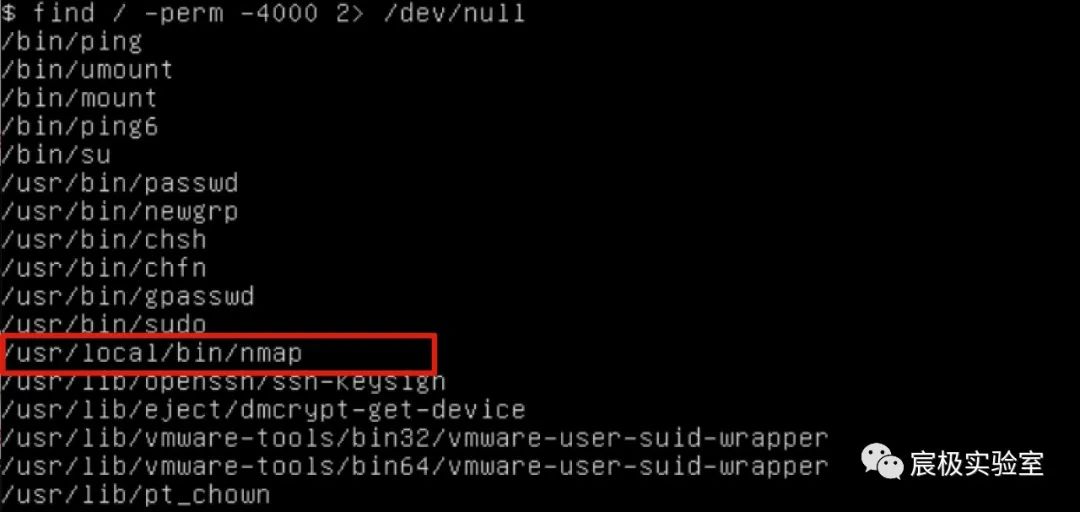 $ find / -perm -4000 2> /dev/null
/bin/ping
/bin/umount
/bin/mount
/bin/ping6
/bin/su
/usr/bin/passwd
/usr/bin/newgrp
/usr/bin/chsh
/usr/bin/chfn
/usr/bin/gpasswd
/usr/bin/sudo
/usr/local/bin/nmap
/usr/lib/openssh/ssh-keysign
/usr/lib/eject/dmcrypt-get-device
/usr/lib/vmware-tools/bin32/vmware-user-suid-wrapper
/usr/lib/vmware-tools/bin64/vmware-user-suid-wrapper
/usr/lib/pt_chown
宸极实验室